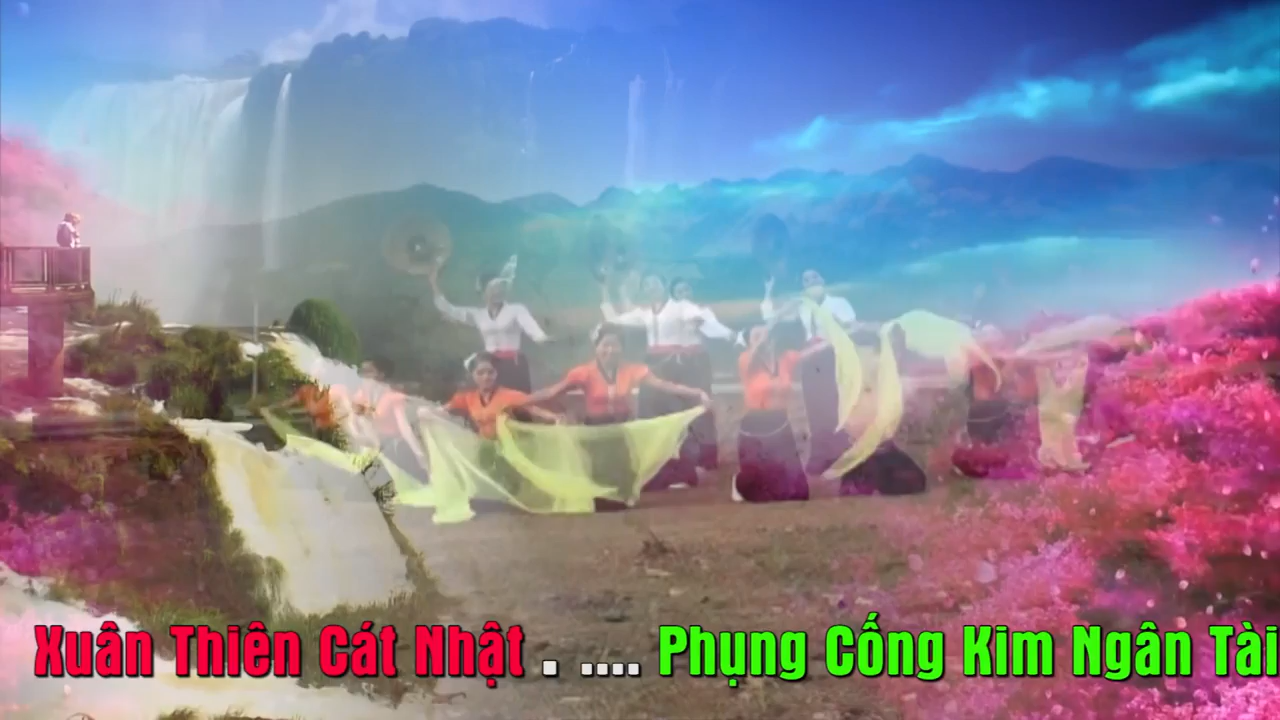 Xuân Thiên Cát Nhật . .... Phụng Cống Kim Ngân Tài